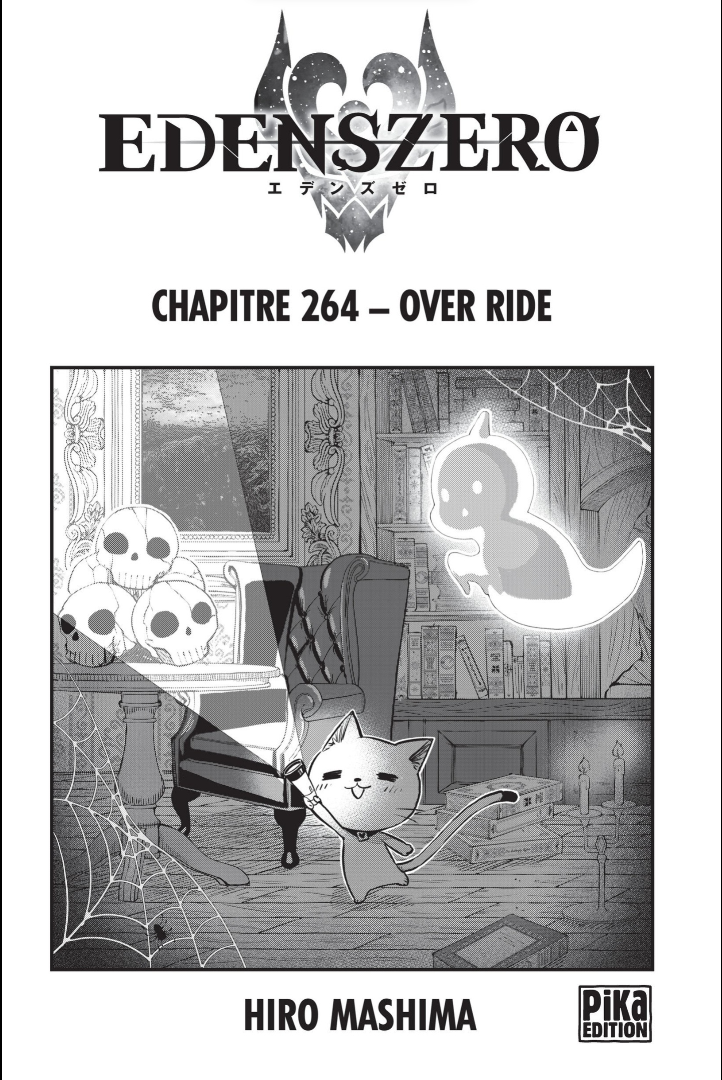 EDENSZERO
エデンズゼロ
CHAPITRE 264 – OVER RIDE
HIRO MASHIMA
PiKa
EDITION